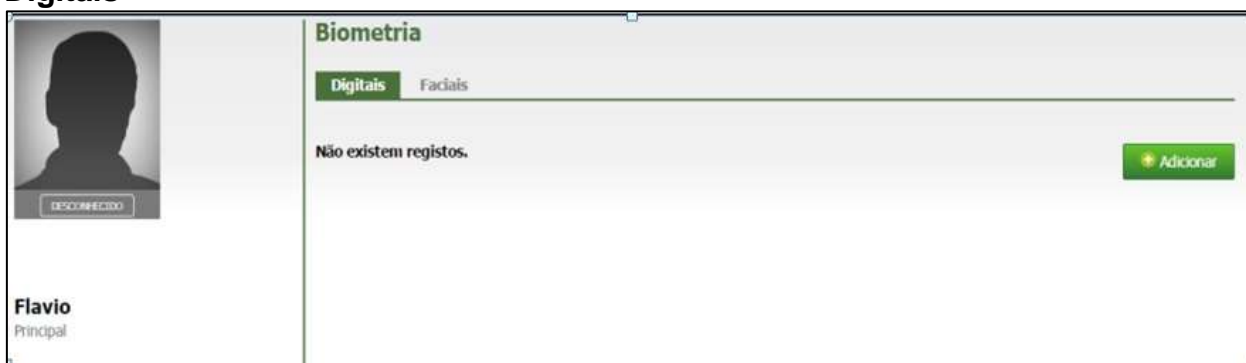 Digitais
Biometria
Digitais Faciais
Não existem registos.
Adicionar
DESCONHECIDO
Flavio
Principal